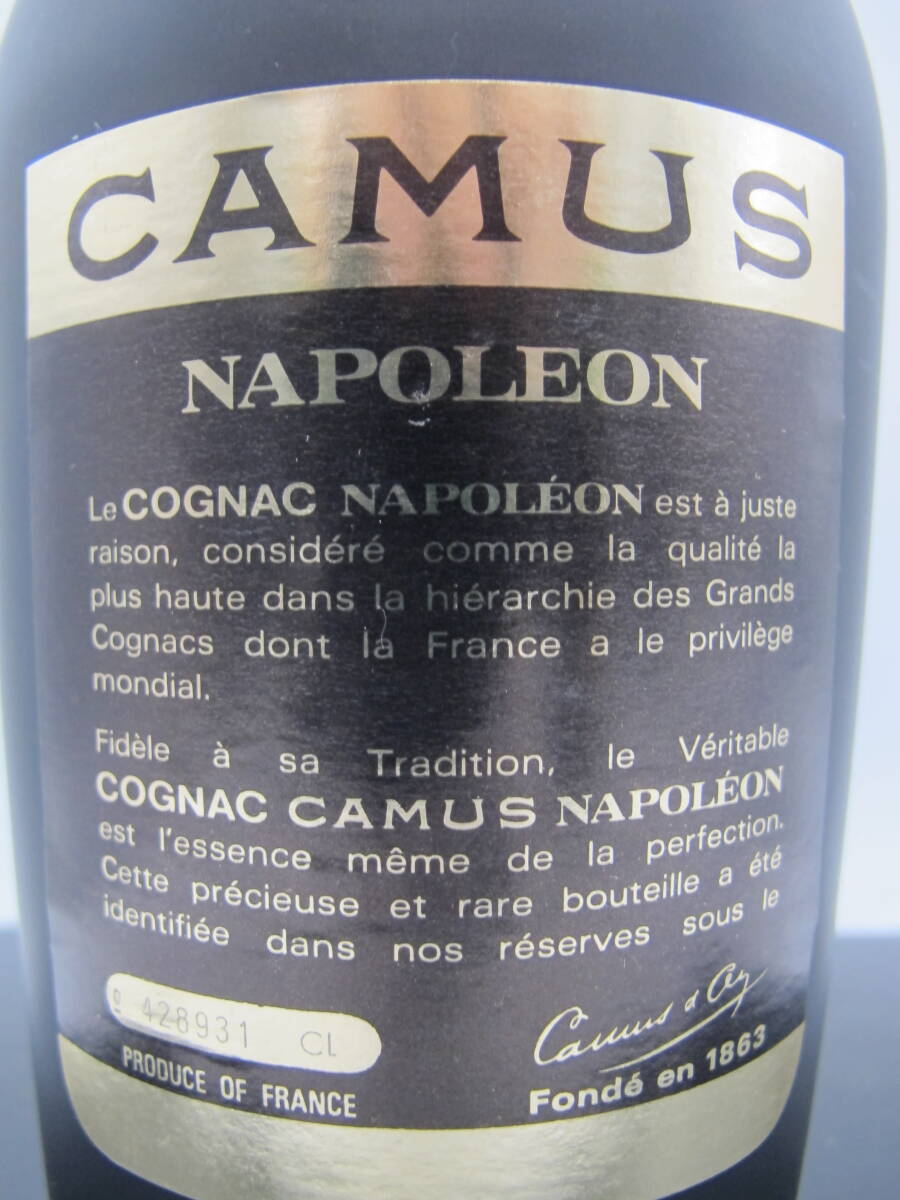 CAMUS
NAPOLEON
Le COGNAC NAPOLÉON est à juste
raison, considéré comme la qualité la
plus haute dans la hiérarchie des Grands
Cognacs dont la France a le privilège
mondial.
Fidèle à sa Tradition, le Véritable
COGNAC CAMUS NAPOLÉON
est l'essence même de la perfection.
Cette précieuse et rare bouteille a été
identifiée dans nos réserves sous le
428931 CL
PRODUCE OF FRANCE
Camus & Cie
Fondé en 1863